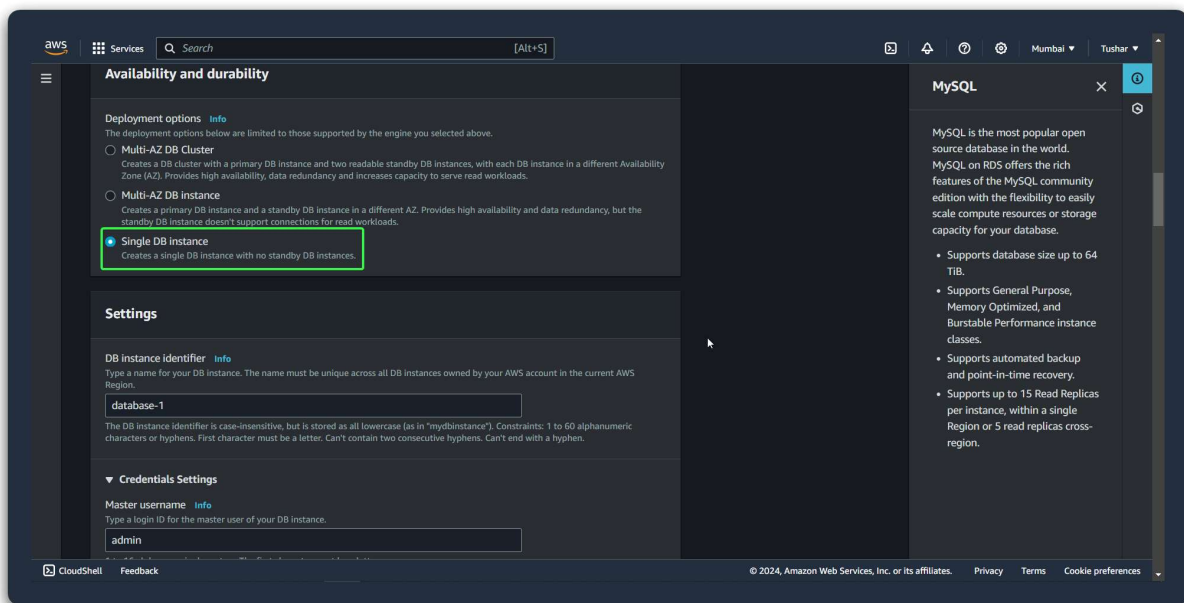 aws
Services
Search
[Alt+S]
Mumbai ▼
Tushar ▼
Availability and durability
Deployment options Info
The deployment options below are limited to those supported by the engine you selected above.
Multi-AZ DB Cluster
Creates a DB cluster with a primary DB instance and two readable standby DB instances, with each DB instance in a different Availability
Zone (AZ). Provides high availability, data redundancy and increases capacity to serve read workloads.
Multi-AZ DB instance
Creates a primary DB instance and a standby DB instance in a different AZ. Provides high availability and data redundancy, but the
standby DB instance doesn't support connections for read workloads.
Single DB instance
Creates a single DB instance with no standby DB instances.
Settings
DB instance identifier Info
Type a name for your DB instance. The name must be unique across all DB instances owned by your AWS account in the current AWS
Region.
database-1
The DB instance identifier is case-insensitive, but is stored as all lowercase (as in "mydbinstance"). Constraints: 1 to 60 alphanumeric
characters or hyphens. First character must be a letter. Can't contain two consecutive hyphens. Can't end with a hyphen.
▼ Credentials Settings
Master username Info
Type a login ID for the master user of your DB instance.
admin
MySQL
MySQL is the most popular open
source database in the world.
MySQL on RDS offers the rich
features of the MySQL community
edition with the flexibility to easily
scale compute resources or storage
capacity for your database.
• Supports database size up to 64
TiB.
• Supports General Purpose,
Memory Optimized, and
Burstable Performance instance
classes.
• Supports automated backup
and point-in-time recovery.
• Supports up to 15 Read Replicas
per instance, within a single
Region or 5 read replicas cross-
region.
CloudShell
Feedback
© 2024, Amazon Web Services, Inc. or its affiliates.
Privacy
Terms
Cookie preferences